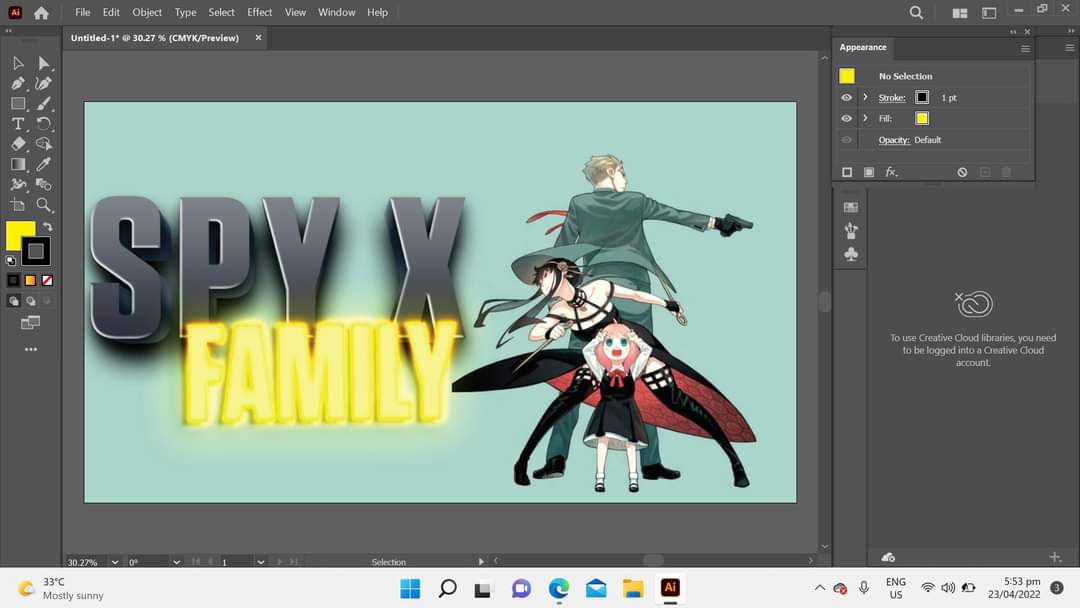 Ai File Edit Object Type Select Effect View Window Help
Untitled-1* @ 30.27 % (CMYK/Preview)
Appearance
No Selection
Stroke: 1 pt
Fill:
Opacity: Default
fx.
SPY X
FAMILY
To use Creative Cloud libraries, you need
to be logged into a Creative Cloud
account.
30.27% 0° 1 Selection
33°C
Mostly sunny
Ai
ENG
US
5:53 pm
23/04/2022
3